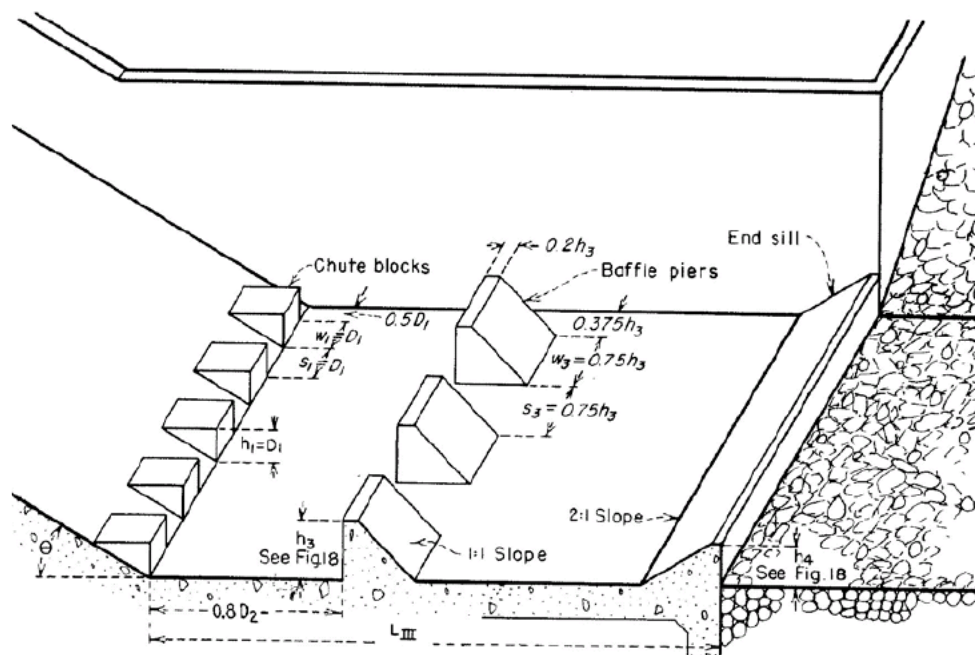 0.2h₃
End sill
Chute blocks
Baffle piers
0.5D₁
0.375h₃
w₁=D₁
w₃=0.75h₃
s₁=D₁
s₃=0.75h₃
h₁=D₁
2:1 Slope
h₃
See Fig.18
1:1 Slope
h₄
See Fig.18
θ
0.8D₂
L III